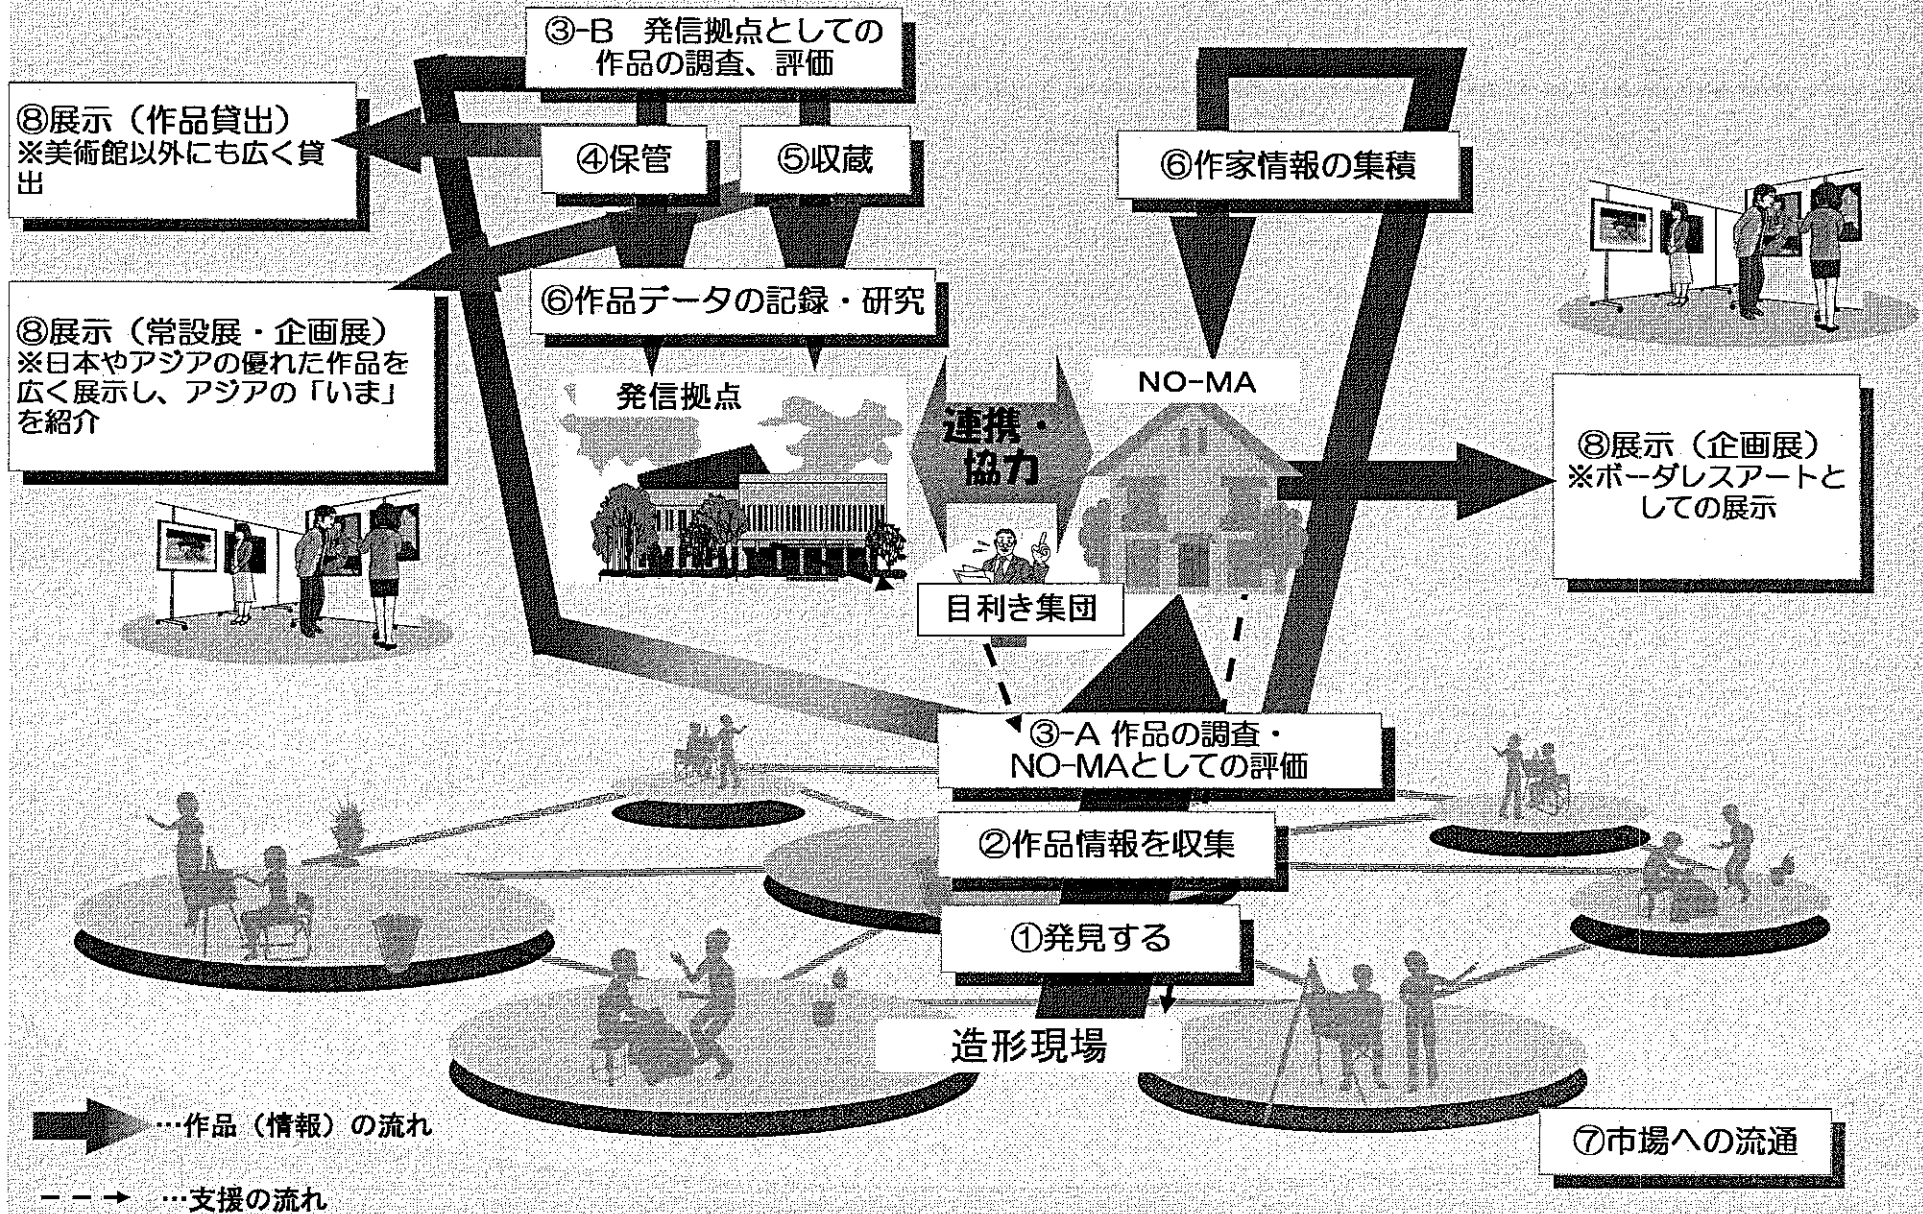 ③-B 発信拠点としての
作品の調査、評価
⑧展示（作品貸出）
※美術館以外にも広く貸
出
④保管
⑤収蔵
⑥作家情報の集積
⑧展示（常設展・企画展）
※日本やアジアの優れた作品を
広く展示し、アジアの「いま」
を紹介
⑥作品データの記録・研究
発信拠点
連携・
協力
NO-MA
⑧展示（企画展）
※ボーダレスアートと
しての展示
目利き集団
③-A 作品の調査・
NO-MAとしての評価
②作品情報を収集
①発見する
造形現場
…作品（情報）の流れ
⑦市場への流通
…支援の流れ